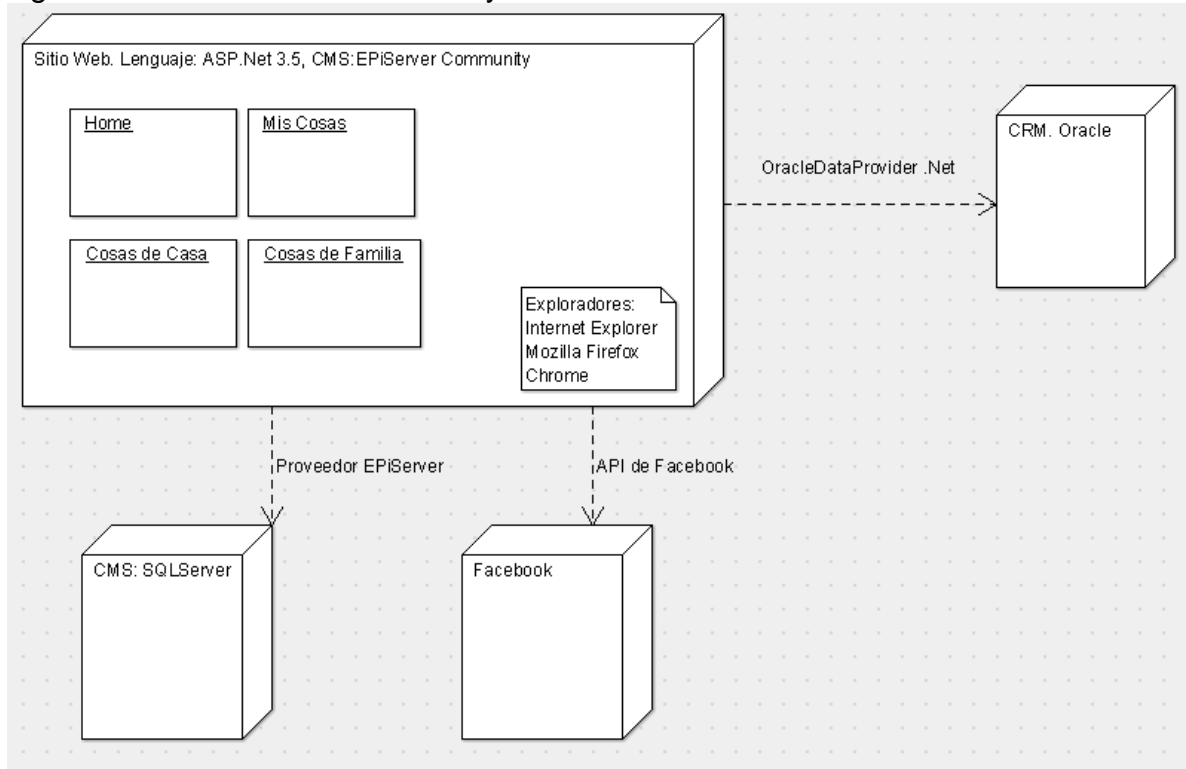 Sitio Web. Lenguaje: ASP.Net 3.5, CMS:EPiServer Community
Home
Mis Cosas
CRM. Oracle
OracleDataProvider .Net
Cosas de Casa
Cosas de Familia
Exploradores:
Internet Explorer
Mozilla Firefox
Chrome
Proveedor EPiServer
API de Facebook
CMS: SQLServer
Facebook